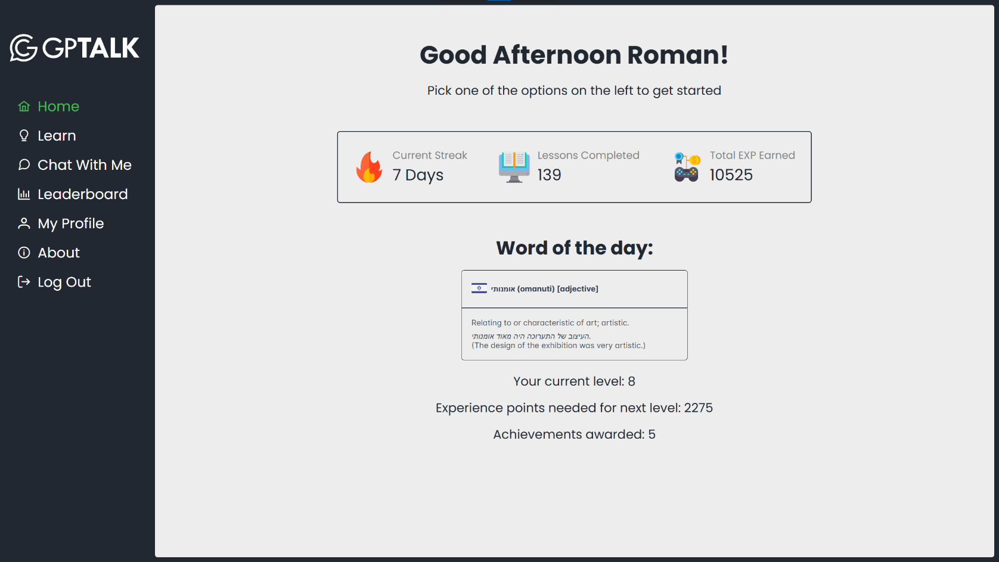 GPTALK
Home
Learn
Chat With Me
Leaderboard
My Profile
About
Log Out
Good Afternoon Roman!
Pick one of the options on the left to get started
Current Streak
7 Days
Lessons Completed
139
Total EXP Earned
10525
Word of the day:
אומנותי (omanuti) [adjective]
Relating to or characteristic of art; artistic.
העיצוב של התערוכה היה מאוד אומנותי.
(The design of the exhibition was very artistic.)
Your current level: 8
Experience points needed for next level: 2275
Achievements awarded: 5